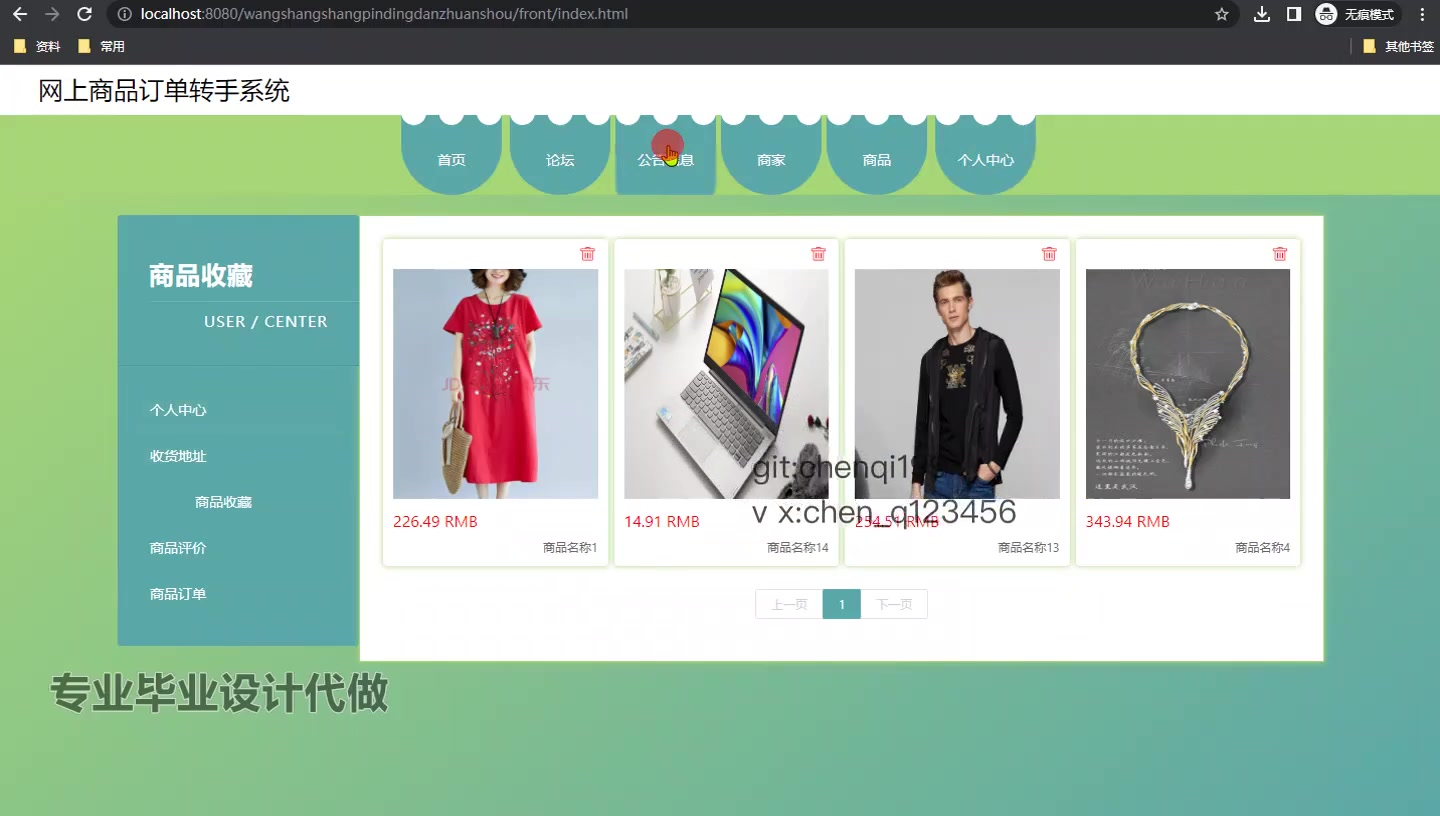 localhost:8080/wangshangshangpindingdanzhuanshou/front/index.html
无痕模式
资料
常用
其他书签
网上商品订单转手系统
首页
论坛
公告信息
商家
商品
个人中心
商品收藏
USER / CENTER
个人中心
收货地址
商品收藏
商品评价
商品订单
226.49 RMB
商品名称1
14.91 RMB
商品名称14
254.51 RMB
商品名称13
343.94 RMB
商品名称4
git:chenqi1
v x:chen_q123456
上一页
1
下一页
专业毕业设计代做